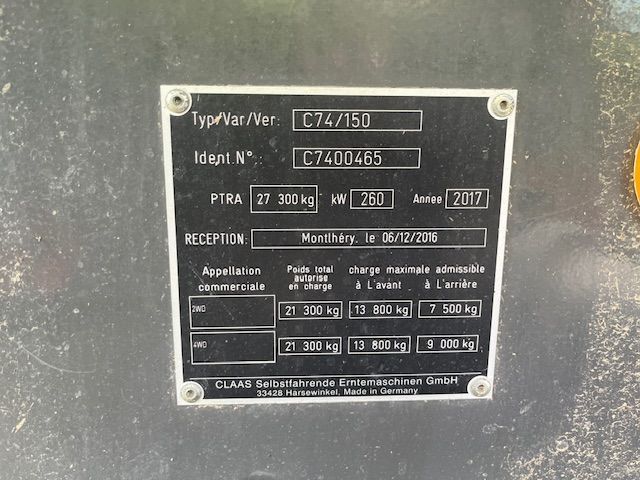 Typ/Var/Ver: C74/150
Ident.N°.: C7400465
PTRA 27 300 kg kW 260 Année 2017
RECEPTION: Montlhéry. le 06/12/2016
Appellation commerciale Poids total autorise en charge charge maximale admissible à L'avant à L'arrière
2WD 21 300 kg 13 800 kg 7 500 kg
4WD 21 300 kg 13 800 kg 9 000 kg
CLAAS Selbstfahrende Erntemaschinen GmbH
33428 Harsewinkel, Made in Germany